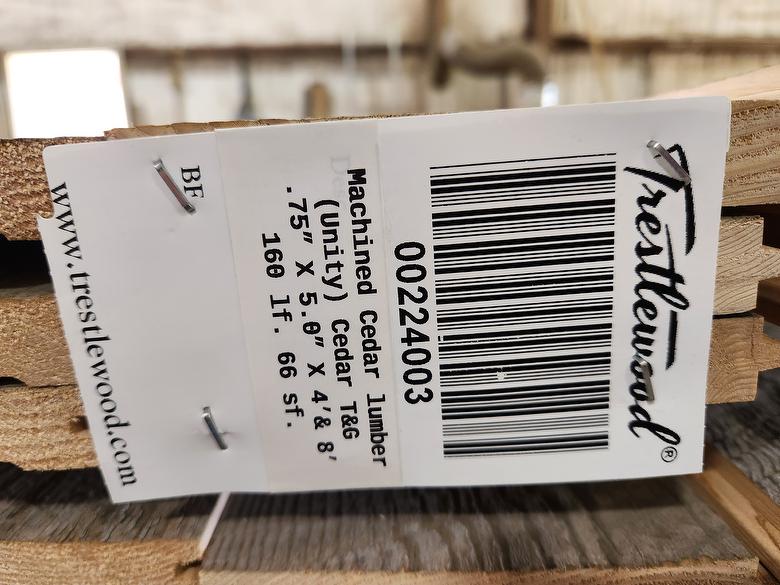 Trestlewood®
00224003
Machined Cedar lumber
(Unity) Cedar T&G
.75" X 5.0" X 4'& 8'
160 lf. 66 sf.
BF
www.trestlewood.com